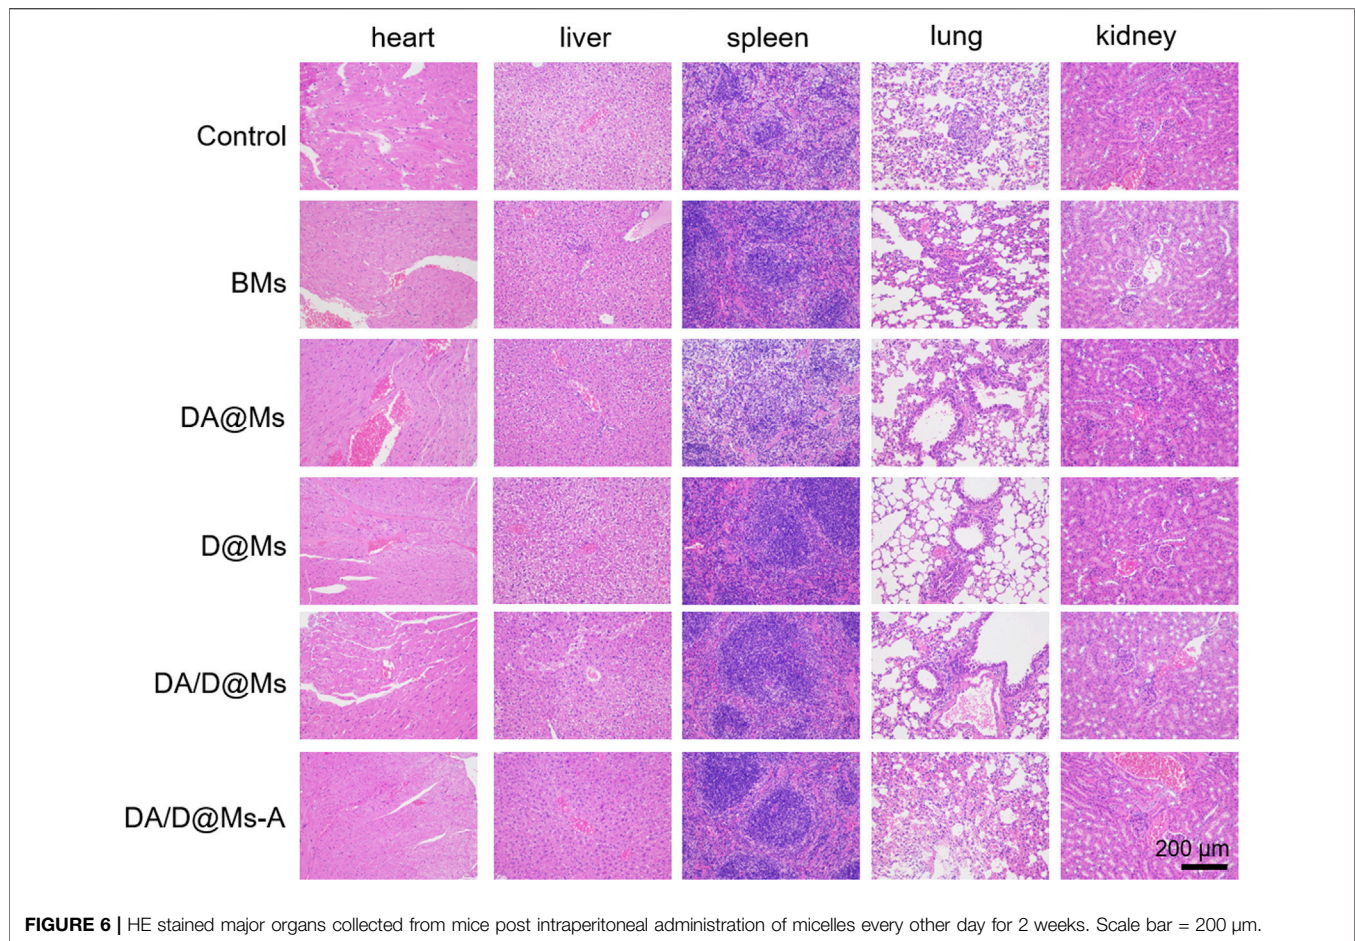 heart liver spleen lung kidney
Control
BMs
DA@Ms
D@Ms
DA/D@Ms
DA/D@Ms-A
200 μm
FIGURE 6 | HE stained major organs collected from mice post intraperitoneal administration of micelles every other day for 2 weeks. Scale bar = 200 μm.